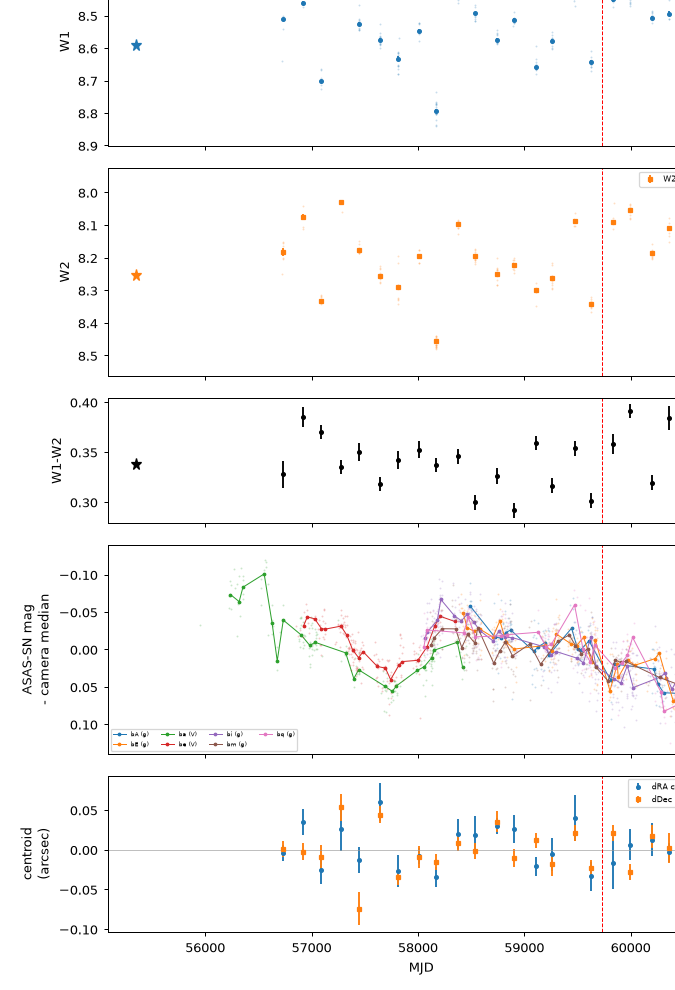 8.5
8.6
8.7
8.8
8.9
W1
8.0
8.1
8.2
8.3
8.4
8.5
W2
W2
0.40
0.35
0.30
W1-W2
−0.10
−0.05
0.00
0.05
0.10
ASAS-SN mag
- camera median
bA (g) ba (V) bi (g) bq (g)
bE (g) be (V) bm (g)
0.05
0.00
−0.05
−0.10
centroid
(arcsec)
dRA c
dDec
56000 57000 58000 59000 60000
MJD